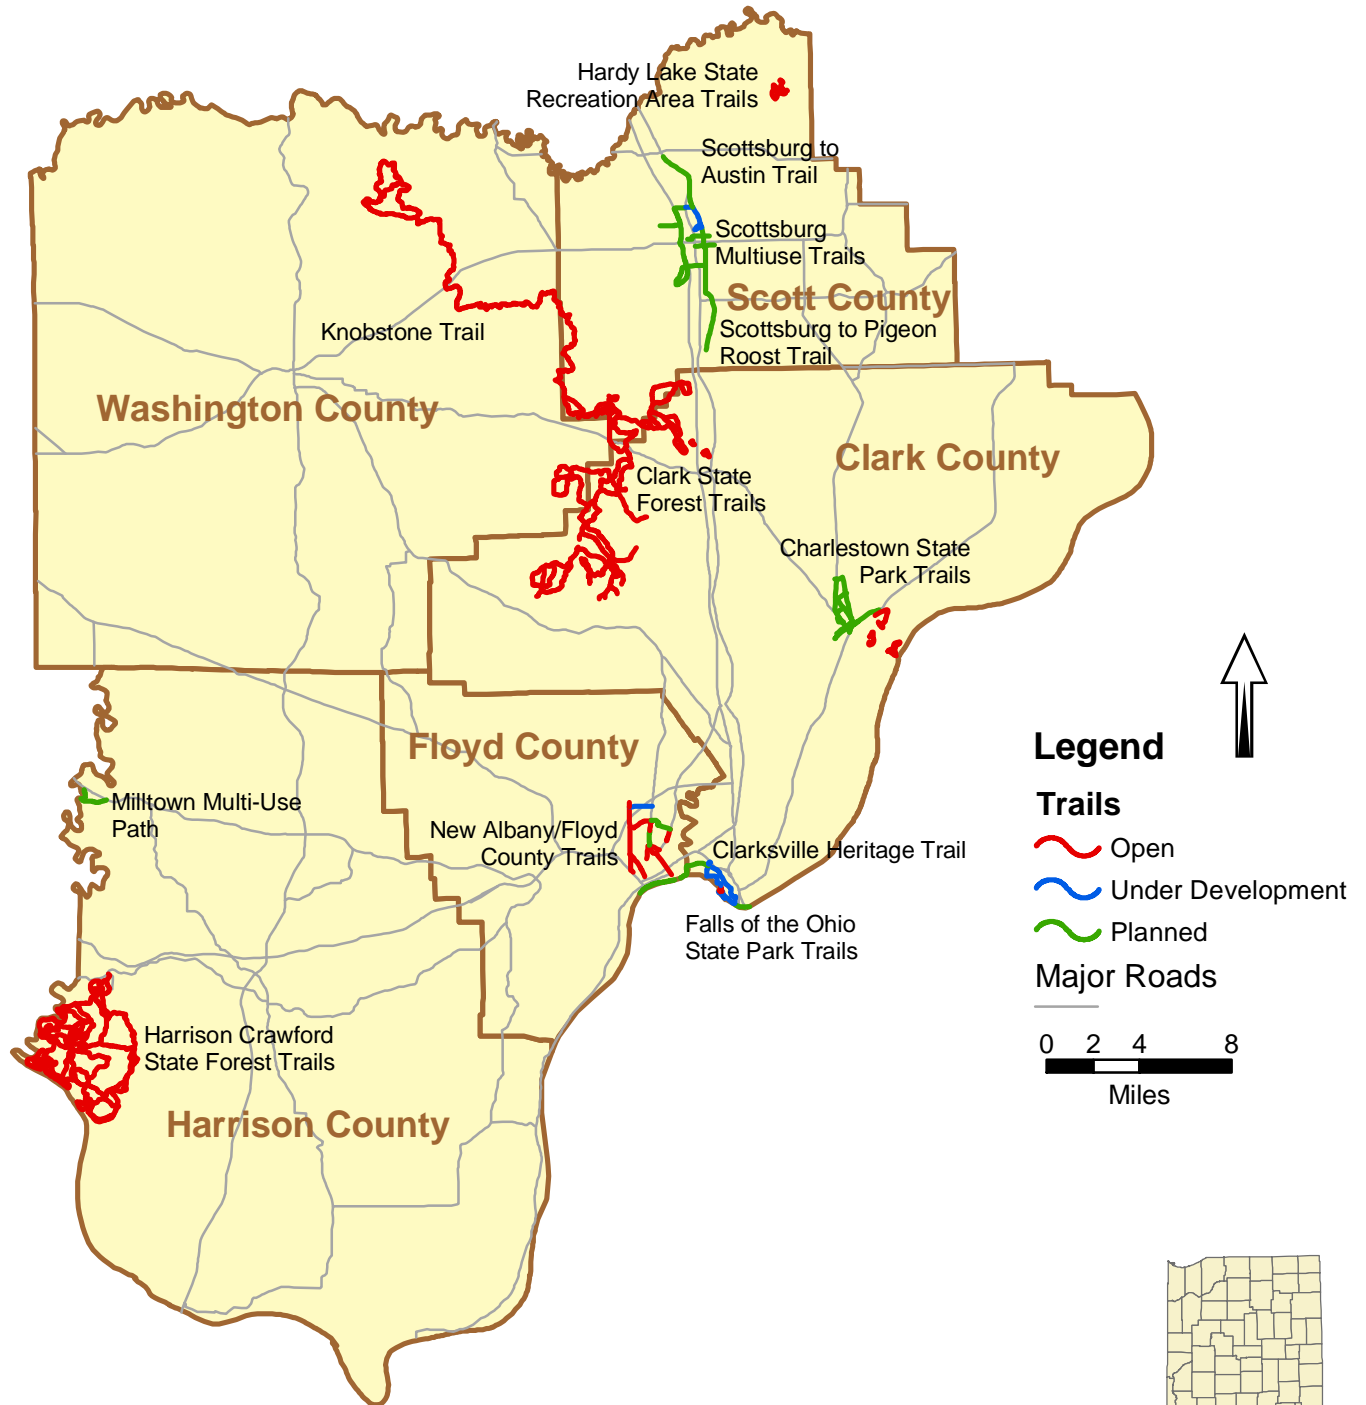 Hardy Lake State
Recreation Area Trails
Scottsburg to
Austin Trail
Scottsburg
Multiuse Trails
Scott County
Scottsburg to Pigeon
Roost Trail
Knobstone Trail
Washington County
Clark County
Clark State
Forest Trails
Charlestown State
Park Trails
Floyd County
Milltown Multi-Use
Path
New Albany/Floyd
County Trails
Clarksville Heritage Trail
Falls of the Ohio
State Park Trails
Harrison Crawford
State Forest Trails
Harrison County
Legend
Trails
Open
Under Development
Planned
Major Roads
0 2 4 8
Miles